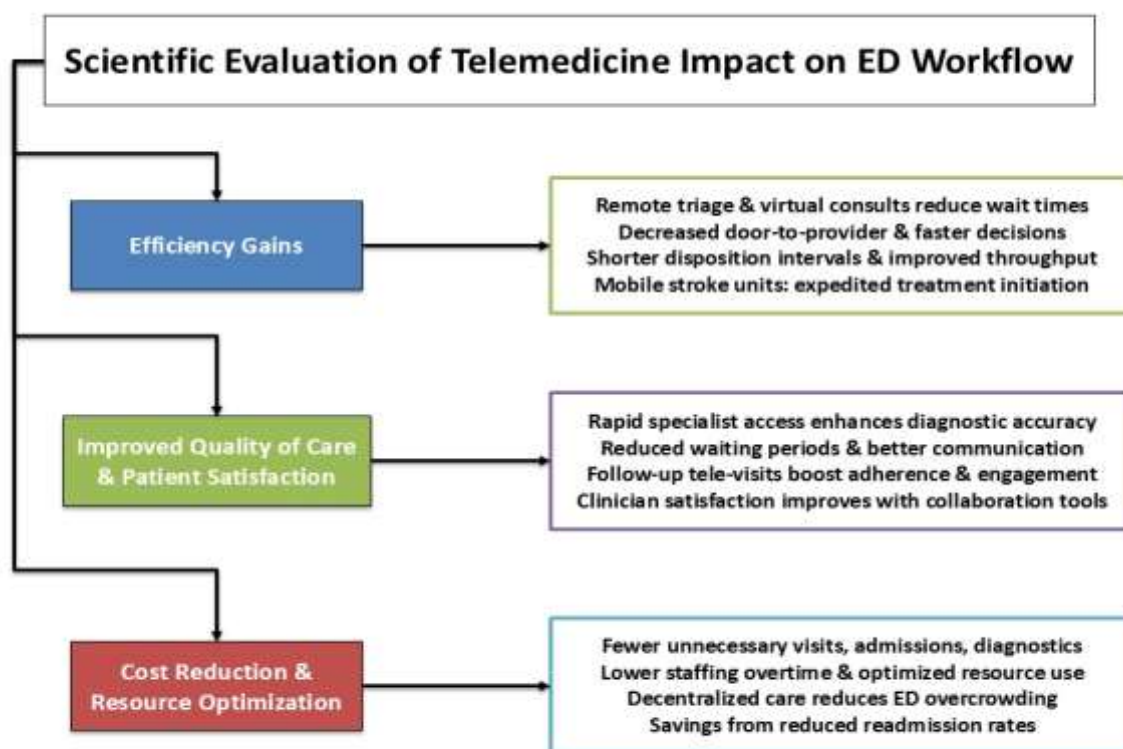 Scientific Evaluation of Telemedicine Impact on ED Workflow
Efficiency Gains
Remote triage & virtual consults reduce wait times
Decreased door-to-provider & faster decisions
Shorter disposition intervals & improved throughput
Mobile stroke units: expedited treatment initiation
Improved Quality of Care
& Patient Satisfaction
Rapid specialist access enhances diagnostic accuracy
Reduced waiting periods & better communication
Follow-up tele-visits boost adherence & engagement
Clinician satisfaction improves with collaboration tools
Cost Reduction &
Resource Optimization
Fewer unnecessary visits, admissions, diagnostics
Lower staffing overtime & optimized resource use
Decentralized care reduces ED overcrowding
Savings from reduced readmission rates